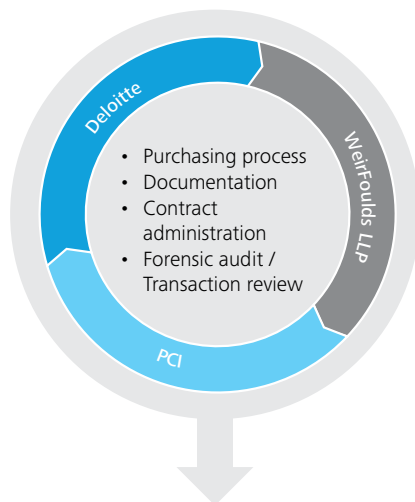 Deloitte
WeirFoulds LLP
• Purchasing process
• Documentation
• Contract
administration
• Forensic audit /
Transaction review
PCI